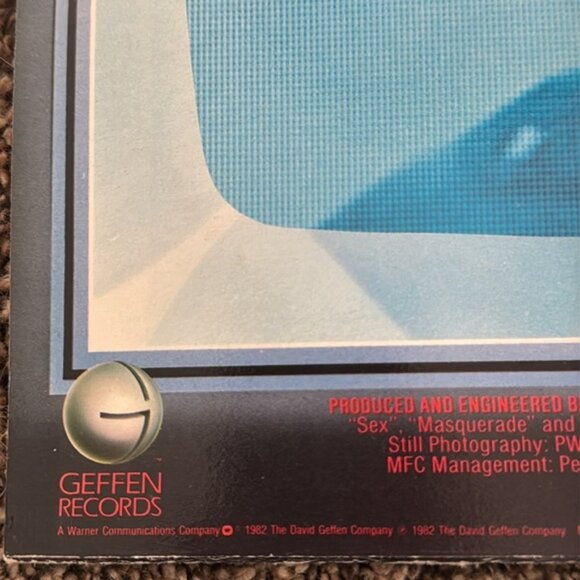 PRODUCED AND ENGINEERED B
"Sex", "Masquerade" and
Still Photography: PW
MFC Management: Pe
GEFFEN
RECORDS
A Warner Communications Company © 1982 The David Geffen Company ℗ 1982 The David Geffen Company